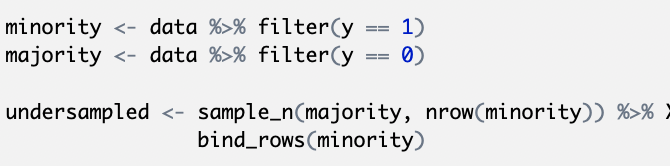 minority <- data %>% filter(y == 1)
majority <- data %>% filter(y == 0)
undersampled <- sample_n(majority, nrow(minority)) %>%
bind_rows(minority)